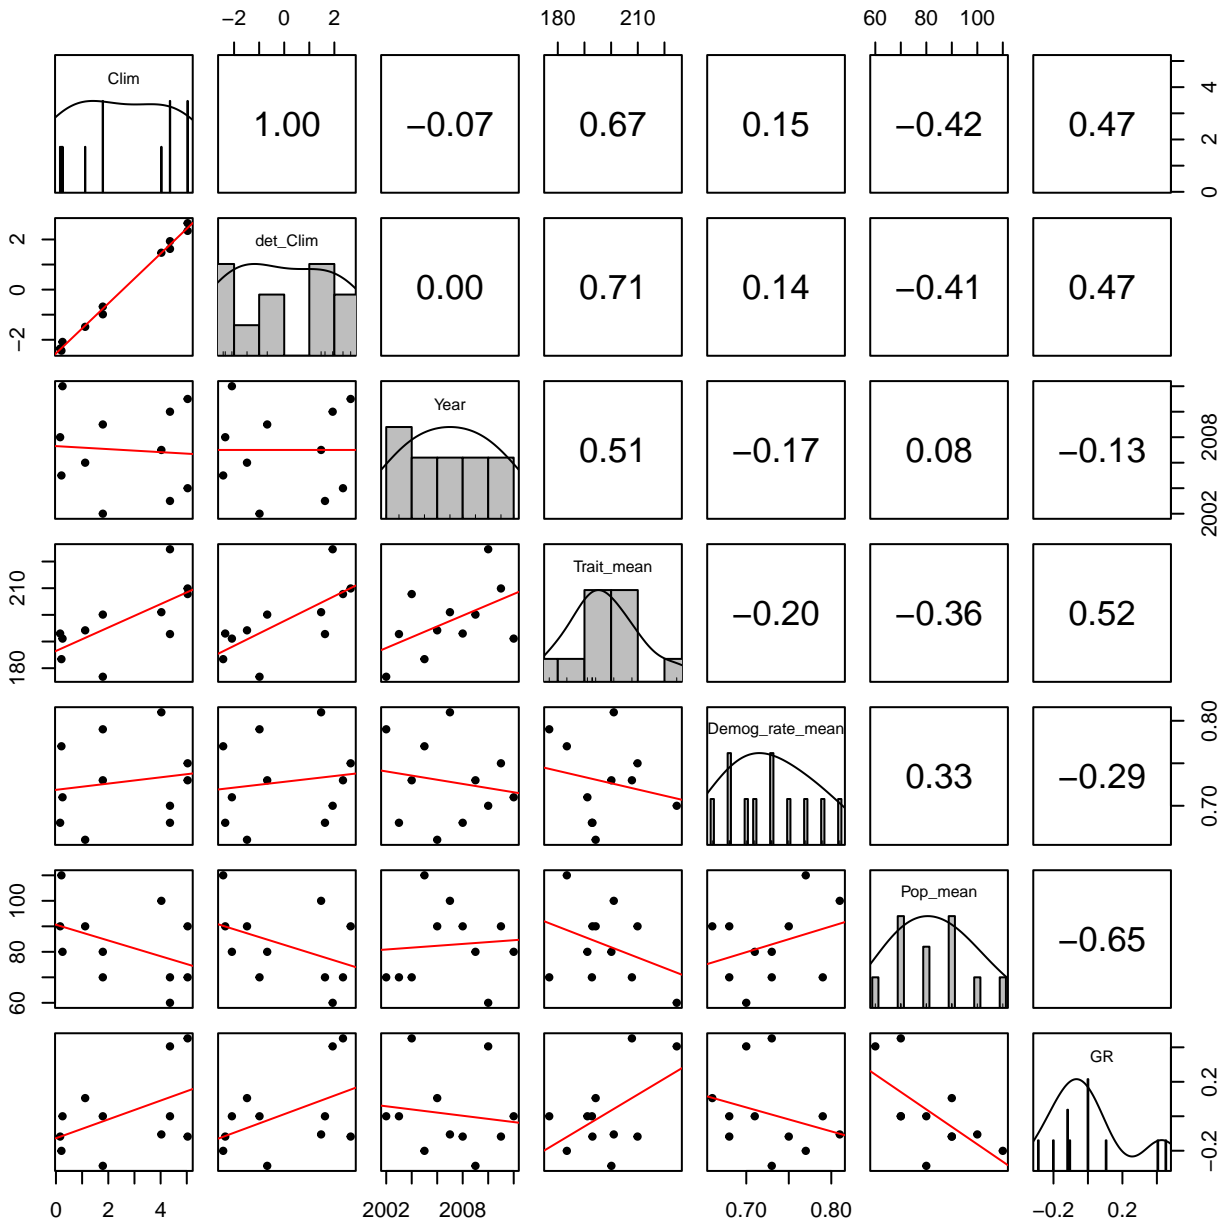 −2 0 2 180 210 60 80 100
Clim 1.00 −0.07 0.67 0.15 −0.42 0.47 0 2 4
−2 0 2 det_Clim 0.00 0.71 0.14 −0.41 0.47
Year 0.51 −0.17 0.08 −0.13 2002 2008
180 210 Trait_mean −0.20 −0.36 0.52
Demog_rate_mean 0.33 −0.29 0.70 0.80
60 80 100 Pop_mean −0.65
GR −0.2 0.2
0 2 4 2002 2008 0.70 0.80 −0.2 0.2